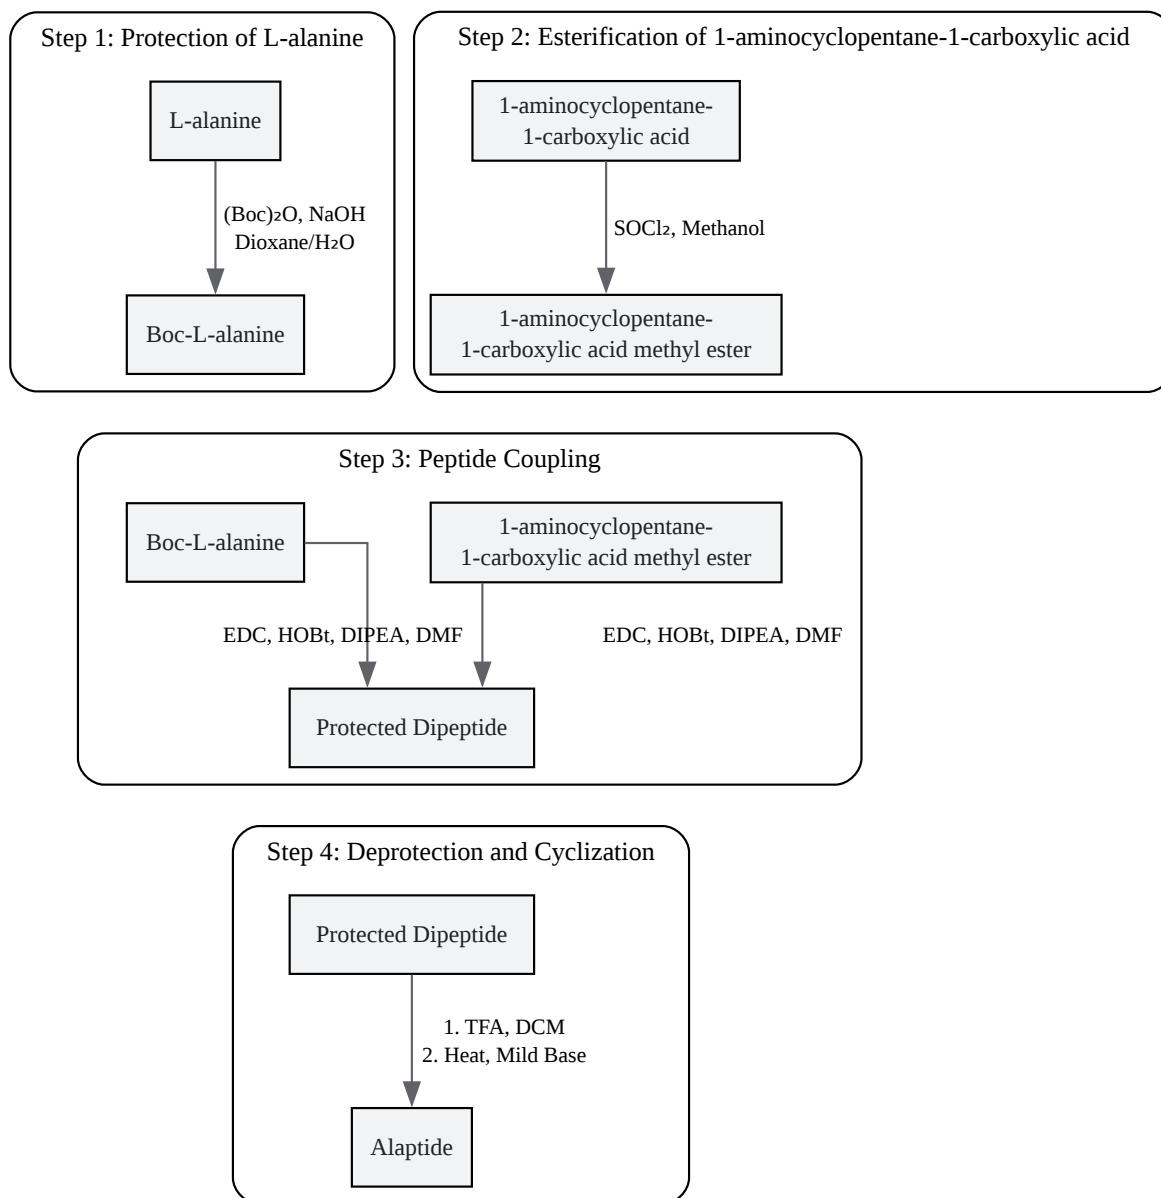 Step 1: Protection of L-alanine
L-alanine
(Boc)₂O, NaOH
Dioxane/H₂O
Boc-L-alanine
Step 2: Esterification of 1-aminocyclopentane-1-carboxylic acid
1-aminocyclopentane-
1-carboxylic acid
SOCl₂, Methanol
1-aminocyclopentane-
1-carboxylic acid methyl ester
Step 3: Peptide Coupling
Boc-L-alanine
1-aminocyclopentane-
1-carboxylic acid methyl ester
EDC, HOBt, DIPEA, DMF
EDC, HOBt, DIPEA, DMF
Protected Dipeptide
Step 4: Deprotection and Cyclization
Protected Dipeptide
1. TFA, DCM
2. Heat, Mild Base
Alaptide